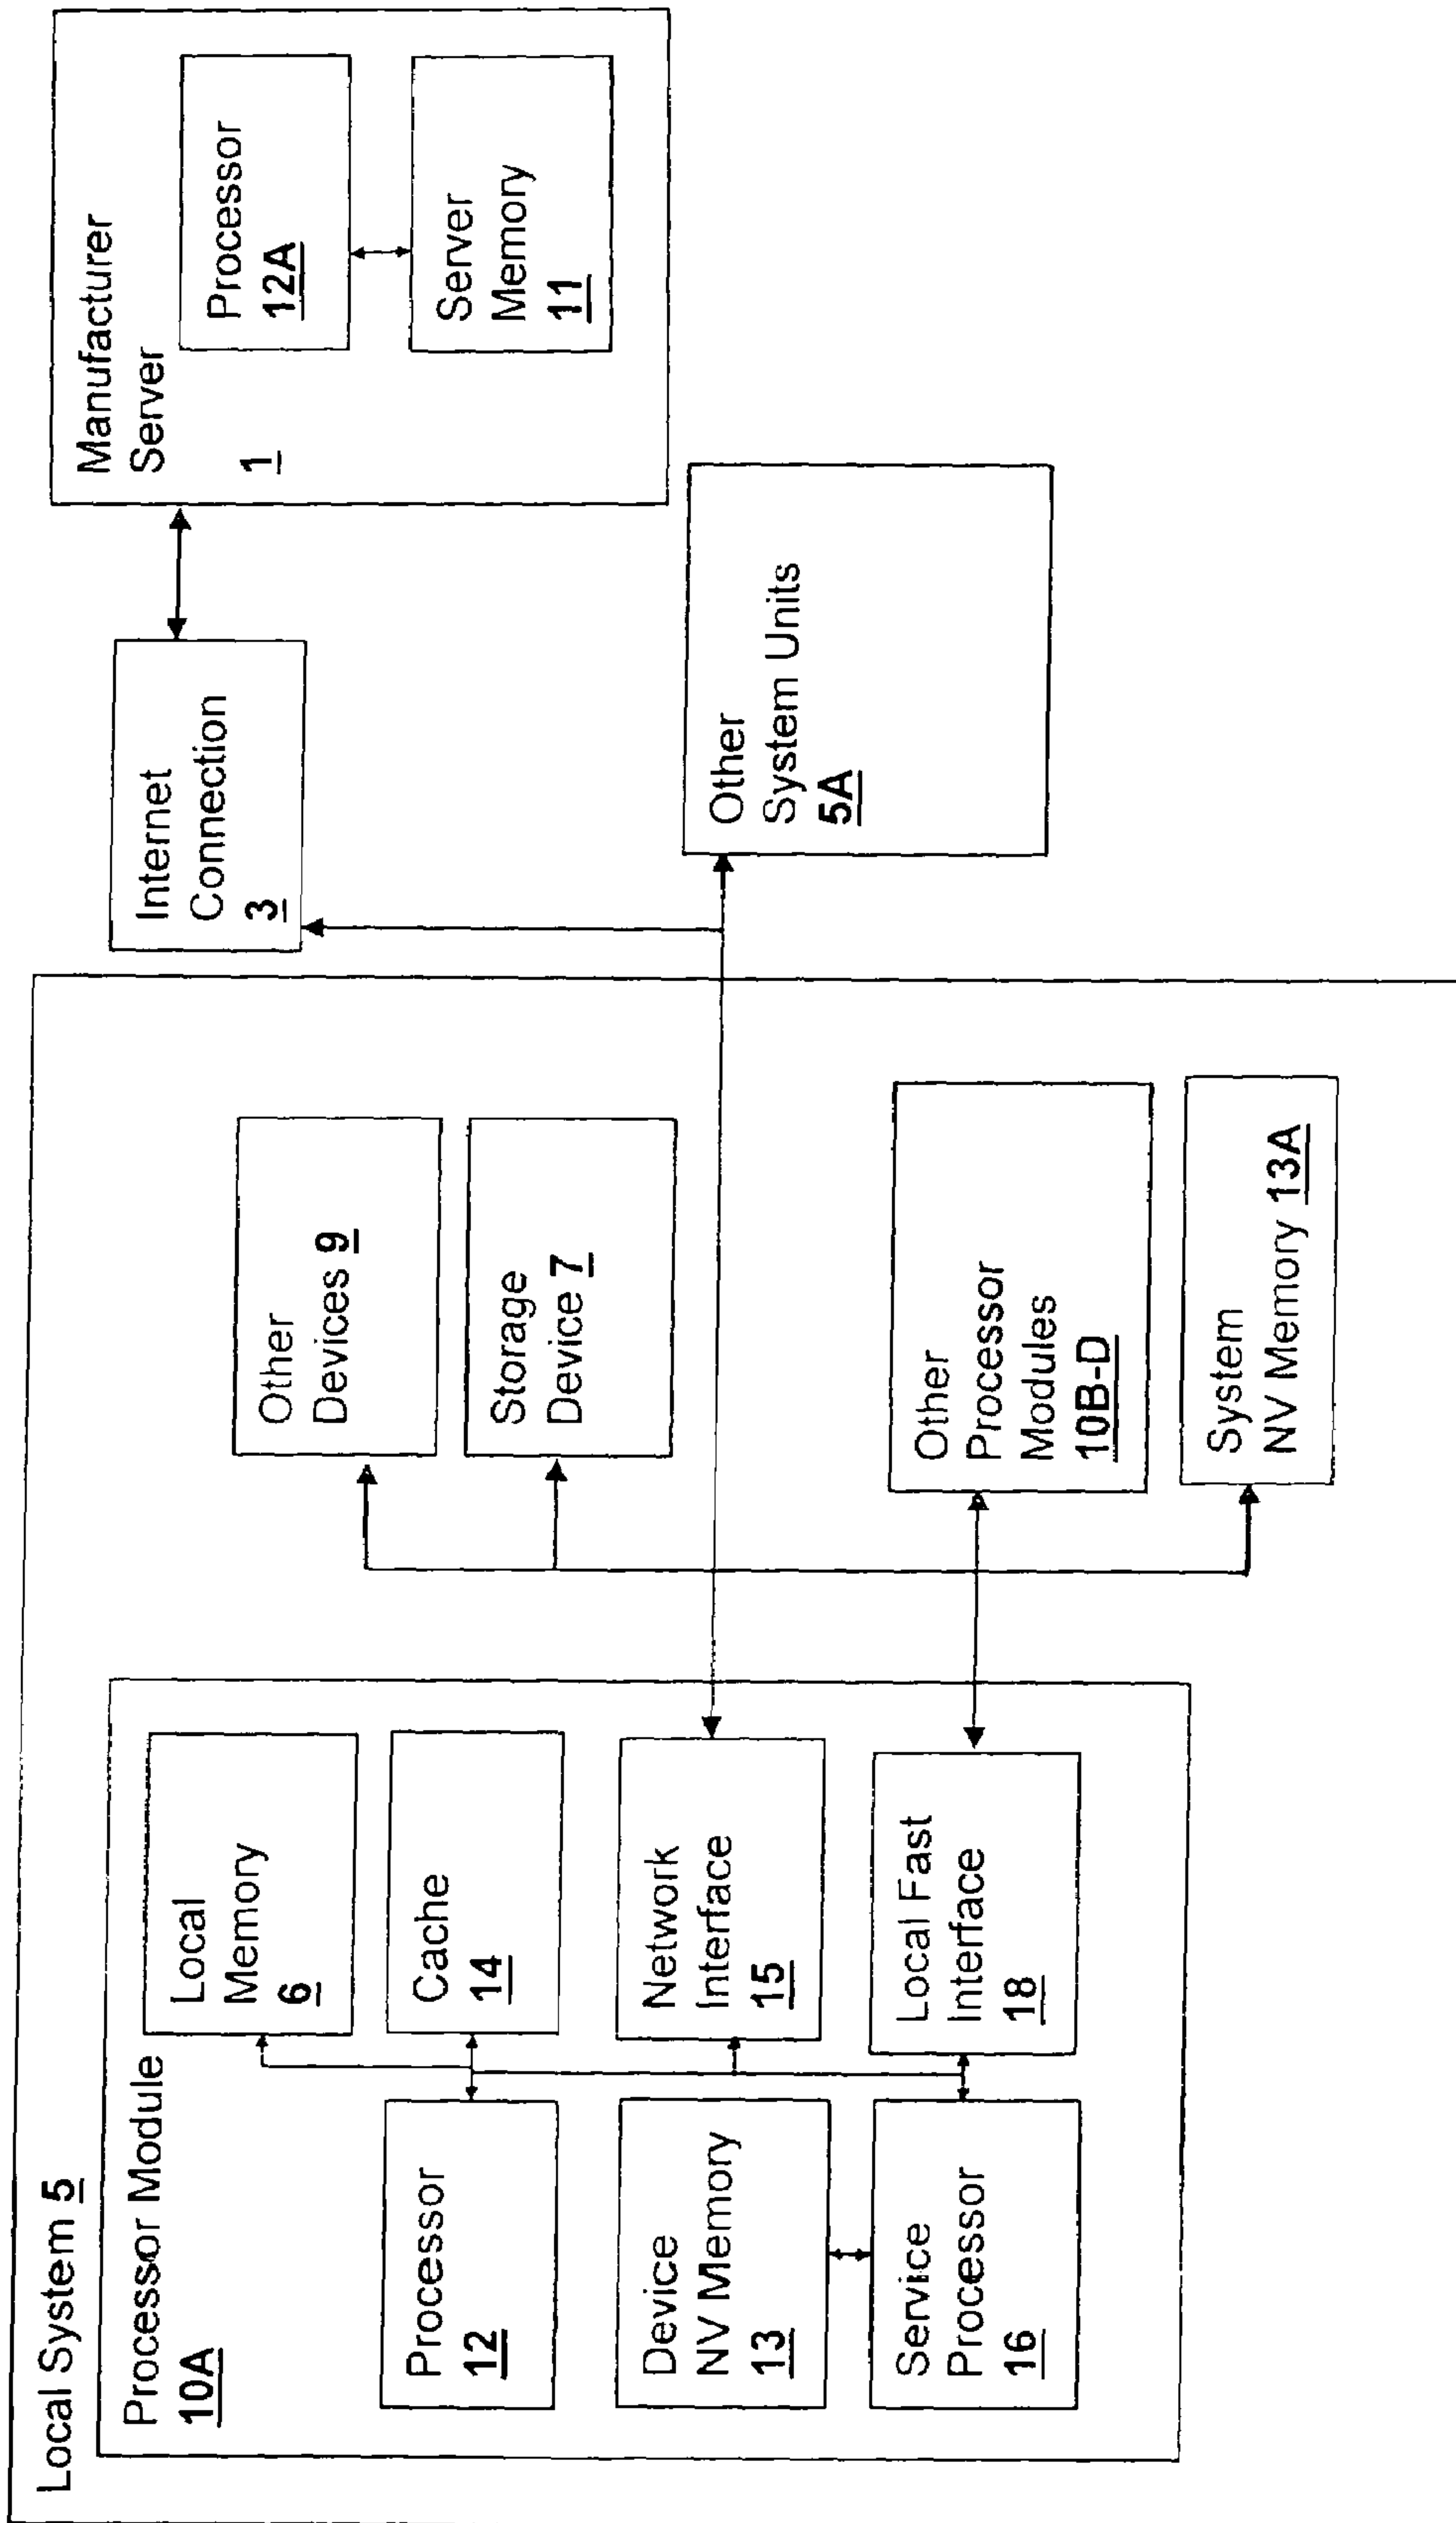 Local System 5
Processor Module
10A
Local
Memory
6
Processor
12
Cache
14
Device
NV Memory
13
Network
Interface
15
Service
Processor
16
Local Fast
Interface
18
Other
Devices 9
Storage
Device 7
Other
Processor
Modules
10B-D
System
NV Memory 13A
Internet
Connection
3
Other
System Units
5A
Manufacturer
Server
1
Processor
12A
Server
Memory
11